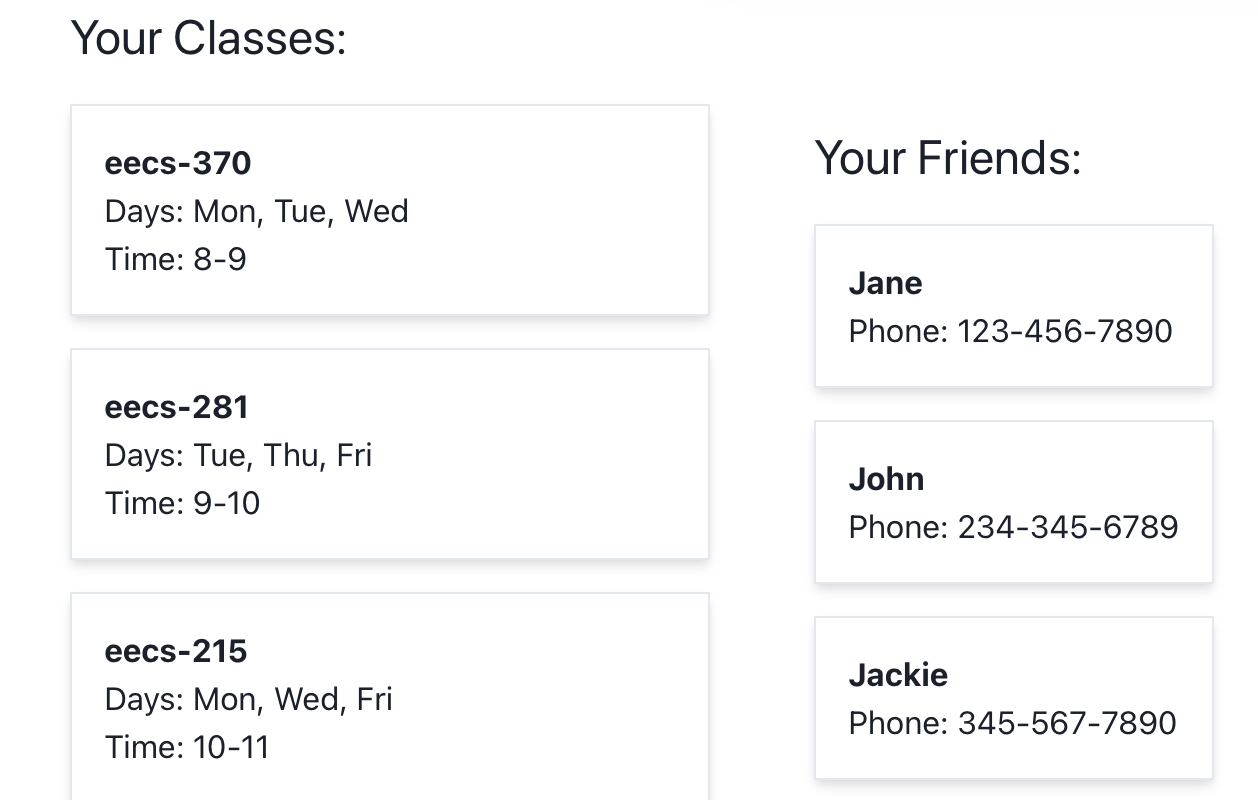 Your Classes:
eecs-370
Days: Mon, Tue, Wed
Time: 8-9
eecs-281
Days: Tue, Thu, Fri
Time: 9-10
eecs-215
Days: Mon, Wed, Fri
Time: 10-11
Your Friends:
Jane
Phone: 123-456-7890
John
Phone: 234-345-6789
Jackie
Phone: 345-567-7890